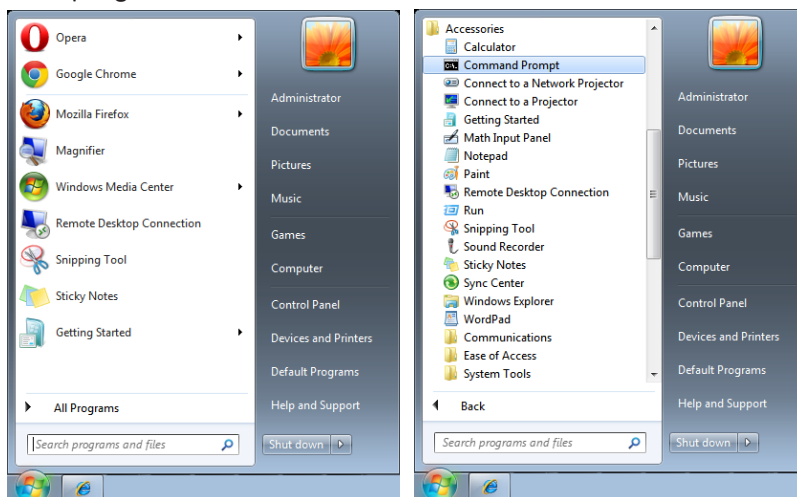 Opera
Google Chrome
Mozilla Firefox
Magnifier
Windows Media Center
Remote Desktop Connection
Snipping Tool
Sticky Notes
Getting Started
All Programs
Search programs and files
Administrator
Documents
Pictures
Music
Games
Computer
Control Panel
Devices and Printers
Default Programs
Help and Support
Shut down
Accessories
Calculator
Command Prompt
Connect to a Network Projector
Connect to a Projector
Getting Started
Math Input Panel
Notepad
Paint
Remote Desktop Connection
Run
Snipping Tool
Sound Recorder
Sticky Notes
Sync Center
Windows Explorer
WordPad
Communications
Ease of Access
System Tools
Back
Search programs and files
Administrator
Documents
Pictures
Music
Games
Computer
Control Panel
Devices and Printers
Default Programs
Help and Support
Shut down